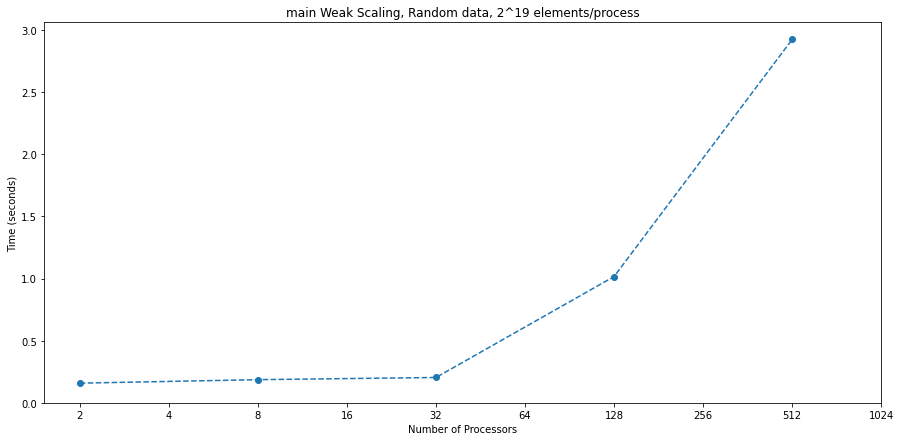 main Weak Scaling, Random data, 2^19 elements/process
3.0
2.5
2.0
1.5
1.0
0.5
0.0
Time (seconds)
2 4 8 16 32 64 128 256 512 1024
Number of Processors